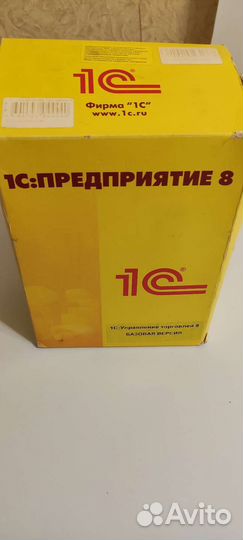 1С
Фирма "1С"
www.1c.ru
1С:ПРЕДПРИЯТИЕ 8
1С
1С:Управление торговлей 8
БАЗОВАЯ ВЕРСИЯ
Avito